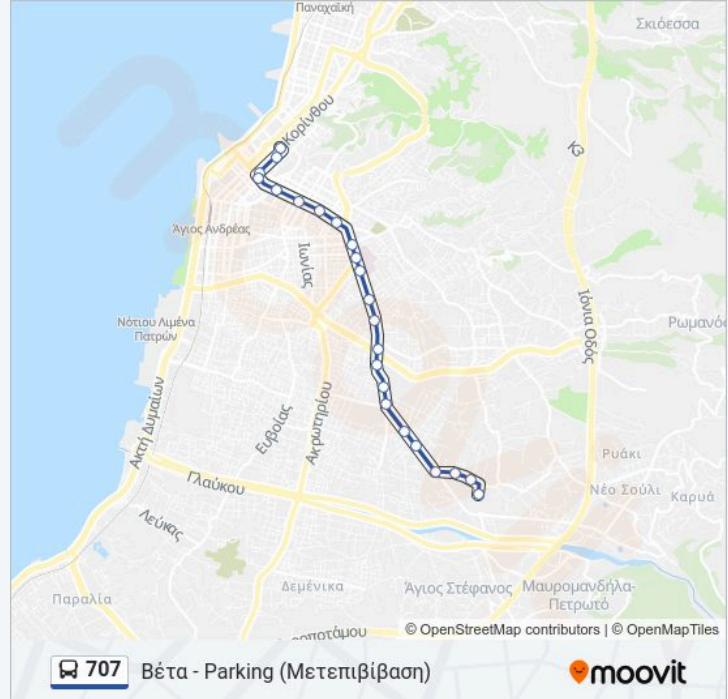 Παναχαϊκή
Σκιόεσσα
Κορίνθου
Κ3
Άγιος Ανδρέας
Ιωνίας
Ιόνια Οδός
Νότιου Λιμένα
Πατρών
Ρωμανός
Ακτή Δυμαίων
Ευβοίας
Ακρωτηρίου
Ρυάκι
Γλαύκου
Νέο Σούλι
Καρυά
Λεύκας
Δεμένικα
Άγιος Στέφανος
Μαυρομανδήλα-
Πετρωτό
Παραλία
© OpenStreetMap contributors | © OpenMapTiles
707 Βέτα - Parking (Μετεπιβίβαση)
moovit